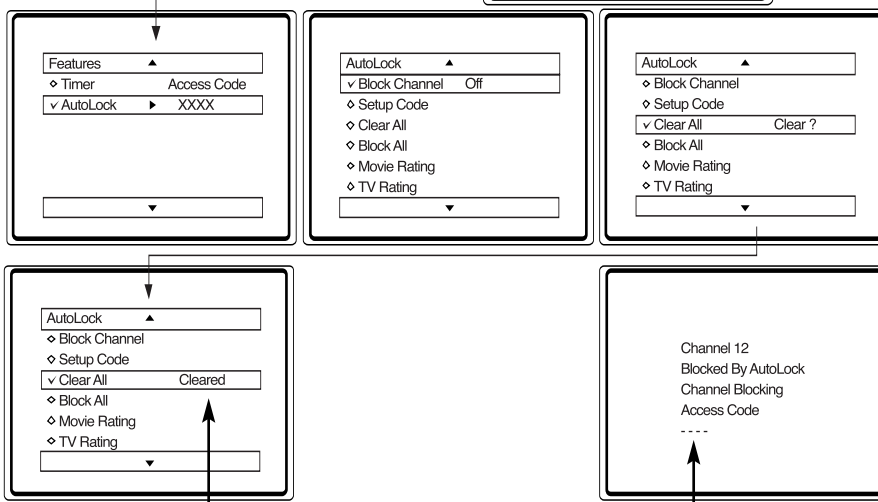 Features
Timer Access Code
AutoLock XXXX
AutoLock
Block Channel Off
Setup Code
Clear All
Block All
Movie Rating
TV Rating
AutoLock
Block Channel
Setup Code
Clear All Clear ?
Block All
Movie Rating
TV Rating
AutoLock
Block Channel
Setup Code
Clear All Cleared
Block All
Movie Rating
TV Rating
Channel 12
Blocked By AutoLock
Channel Blocking
Access Code
- - - -